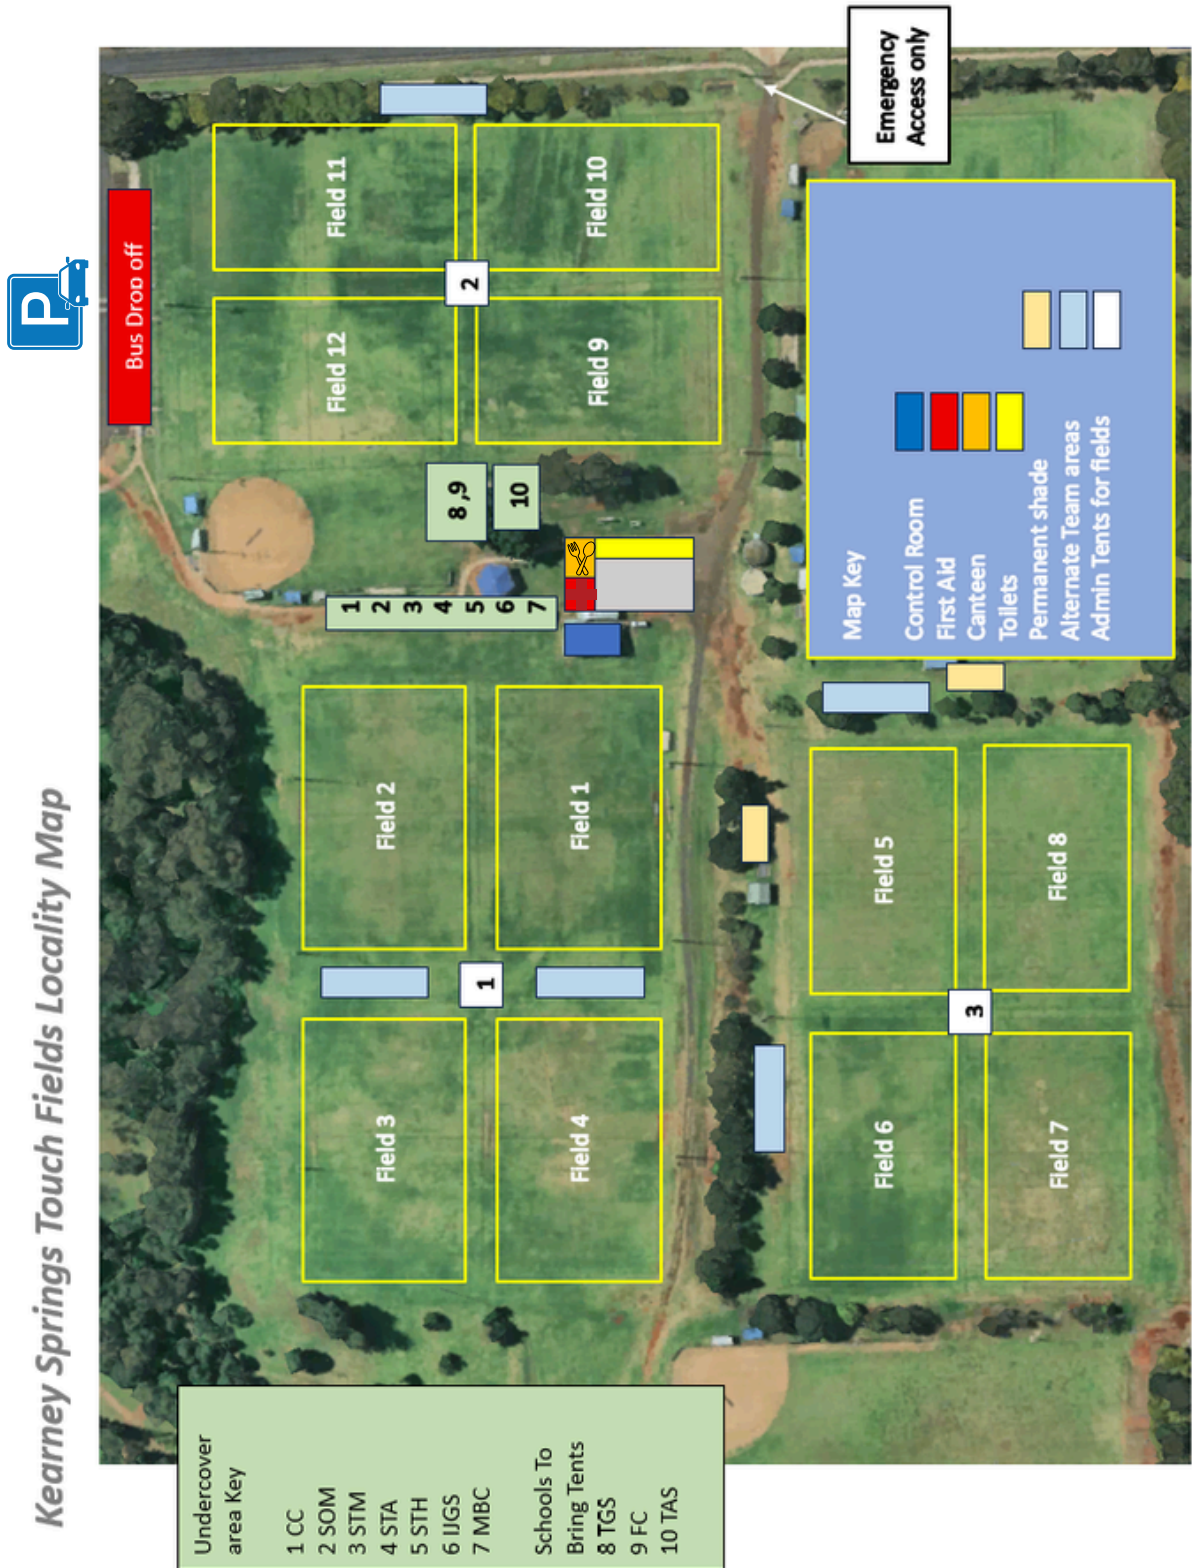 Kearney Springs Touch Fields Locality Map
P
Bus Drop off
Emergency
Access only
Field 11
Field 10
2
Field 12
Field 9
8 ,9
10
1
2
3
4
5
6
7
Field 2
Field 1
1
Field 3
Field 4
Field 5
Field 8
3
Field 6
Field 7
Map Key
Control Room
First Aid
Canteen
Toilets
Permanent shade
Alternate Team areas
Admin Tents for fields
Undercover
area Key
1 CC
2 SOM
3 STM
4 STA
5 STH
6 IJGS
7 MBC
Schools To
Bring Tents
8 TGS
9 FC
10 TAS